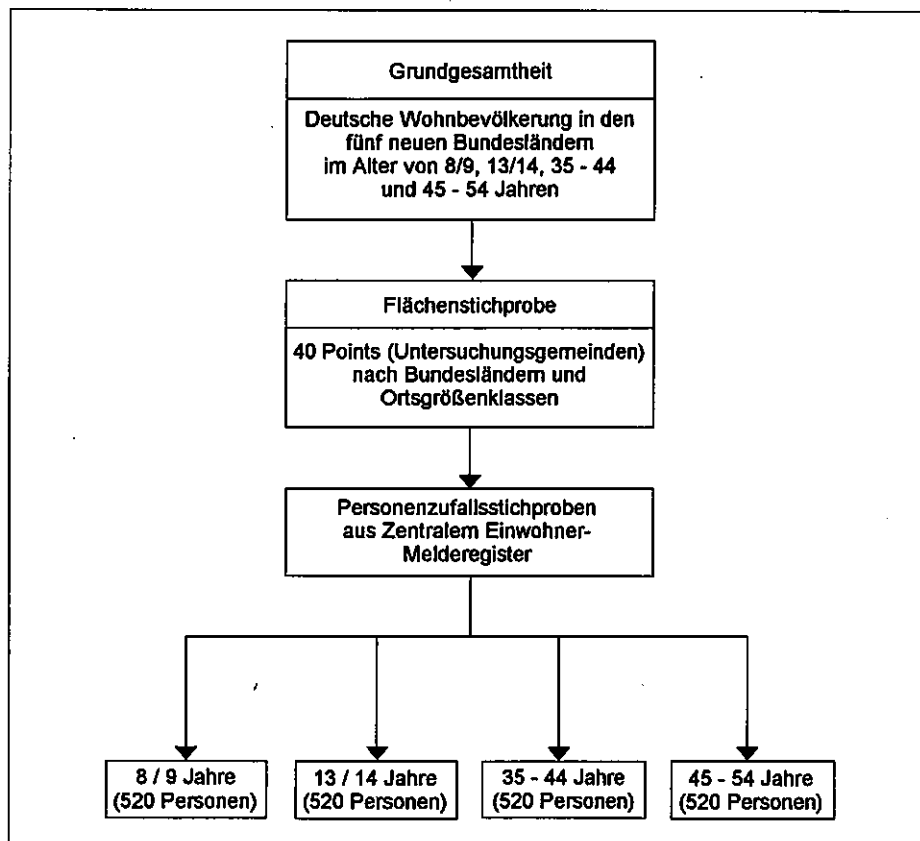 Grundgesamtheit
Deutsche Wohnbevölkerung in den
fünf neuen Bundesländern
im Alter von 8/9, 13/14, 35 - 44
und 45 - 54 Jahren
Flächenstichprobe
40 Points (Untersuchungsgemeinden)
nach Bundesländern und
Ortsgrößenklassen
Personenzufallsstichproben
aus Zentralem Einwohner-
Melderegister
8 / 9 Jahre
(520 Personen)
13 / 14 Jahre
(520 Personen)
35 - 44 Jahre
(520 Personen)
45 - 54 Jahre
(520 Personen)